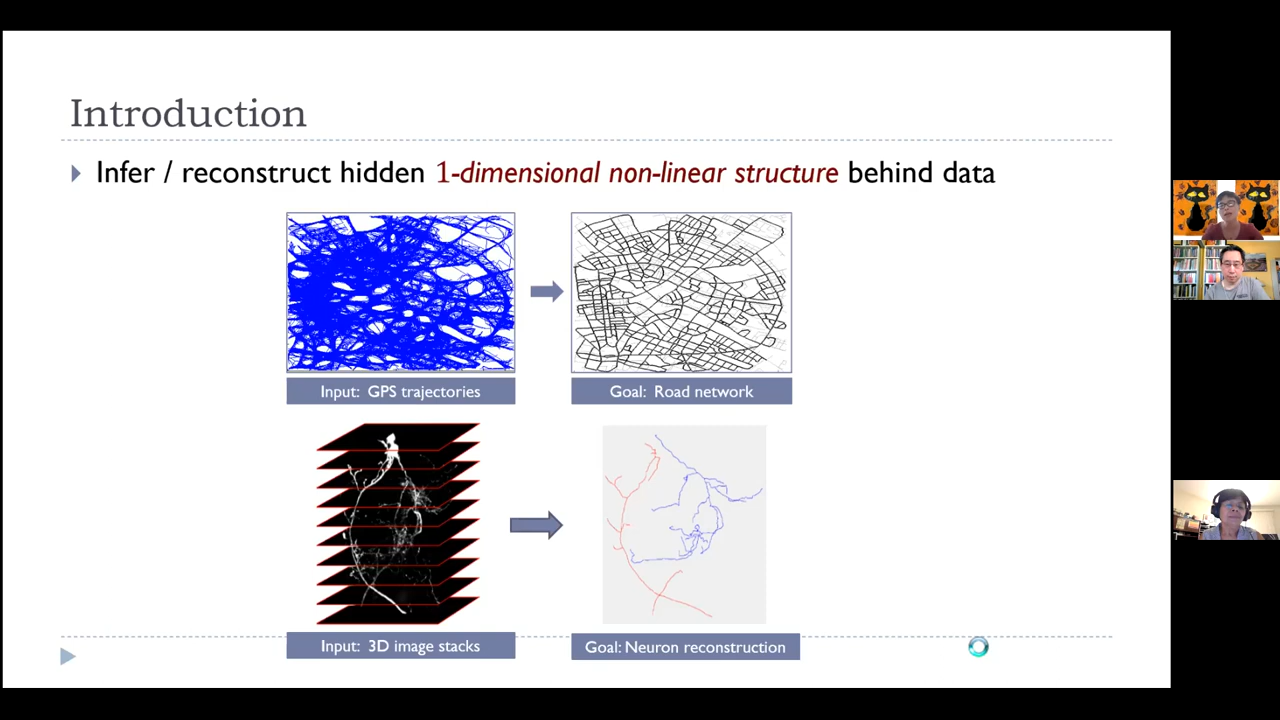 Introduction
Infer / reconstruct hidden 1-dimensional non-linear structure behind data
Input: GPS trajectories
Goal: Road network
Input: 3D image stacks
Goal: Neuron reconstruction